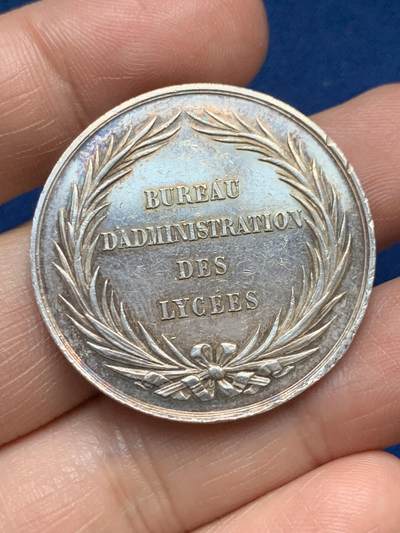 BUREAU
D'ADMINISTRATION
DES
LYCÉES